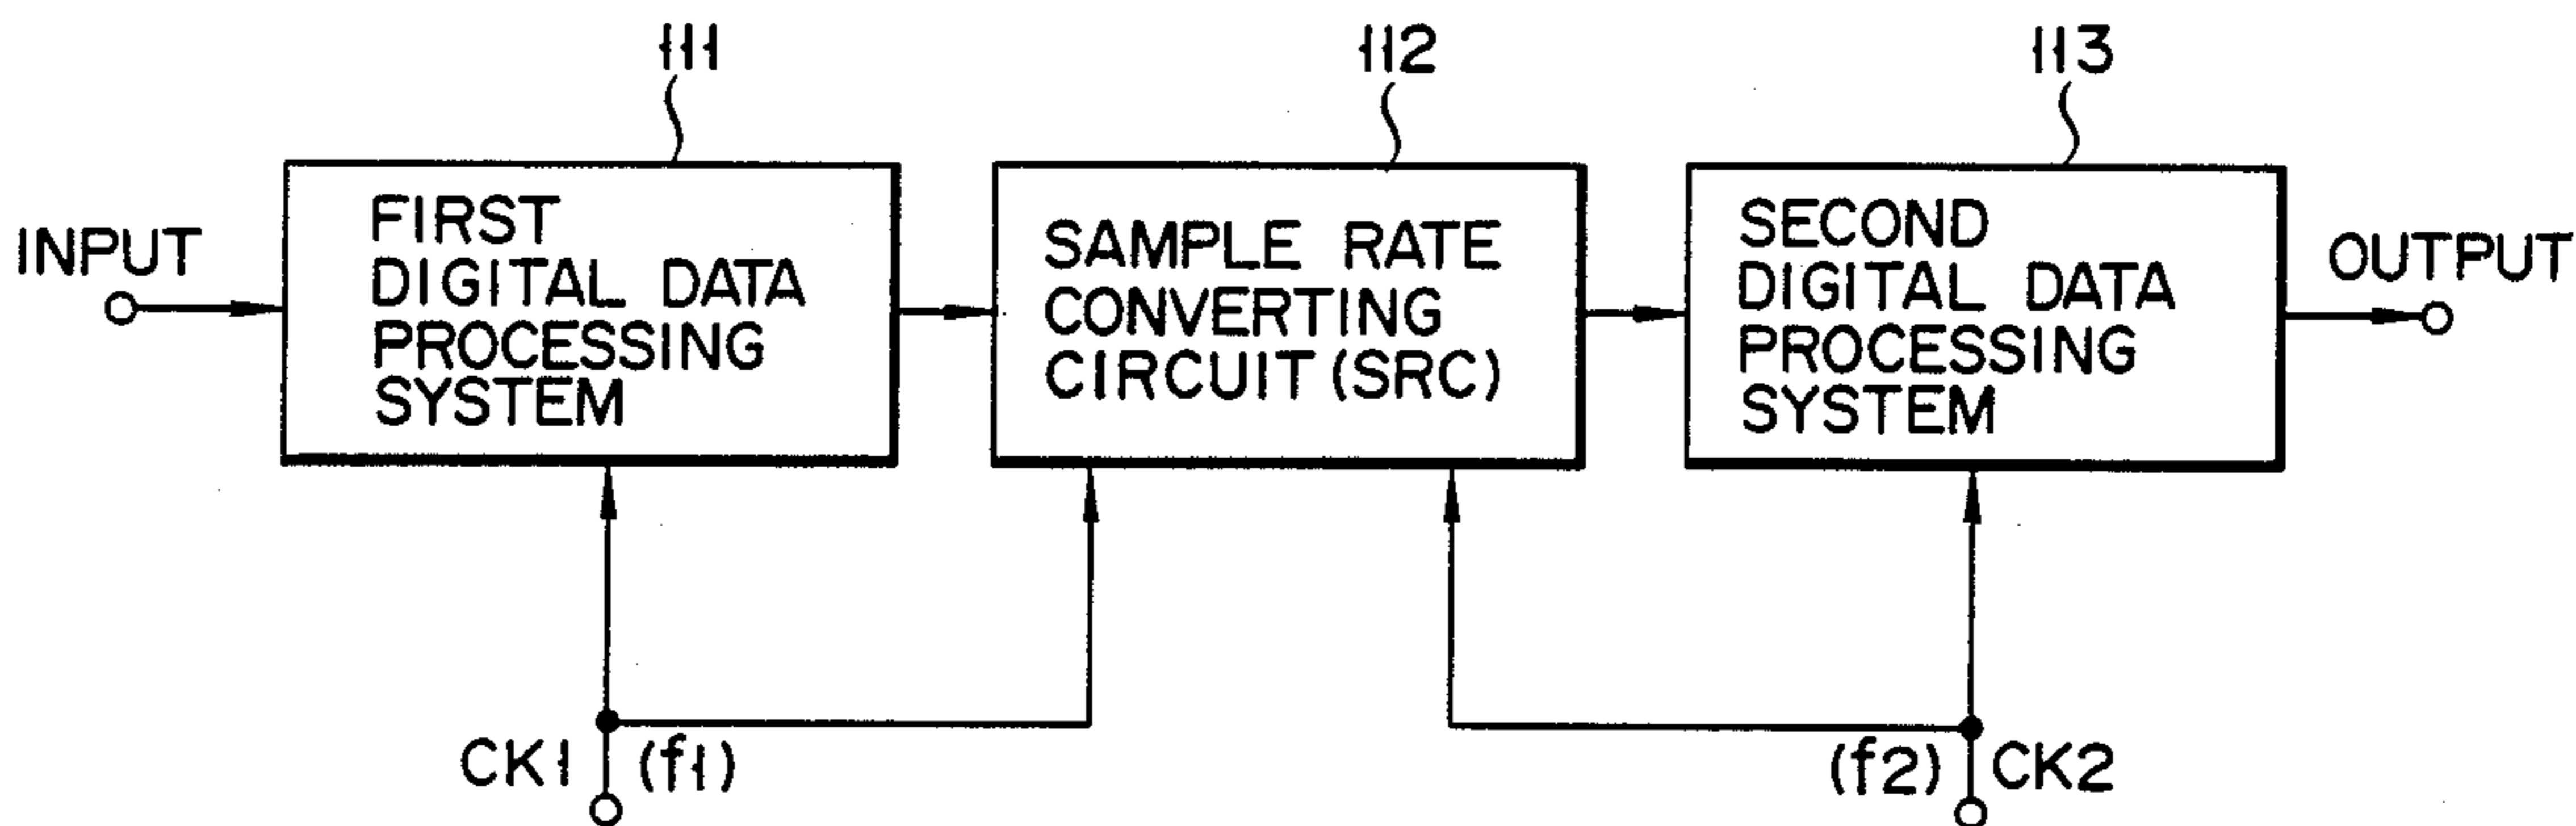 111
112
113
INPUT
FIRST
DIGITAL DATA
PROCESSING
SYSTEM
SAMPLE RATE
CONVERTING
CIRCUIT (SRC)
SECOND
DIGITAL DATA
PROCESSING
SYSTEM
OUTPUT
CK1
(f1)
(f2)
CK2